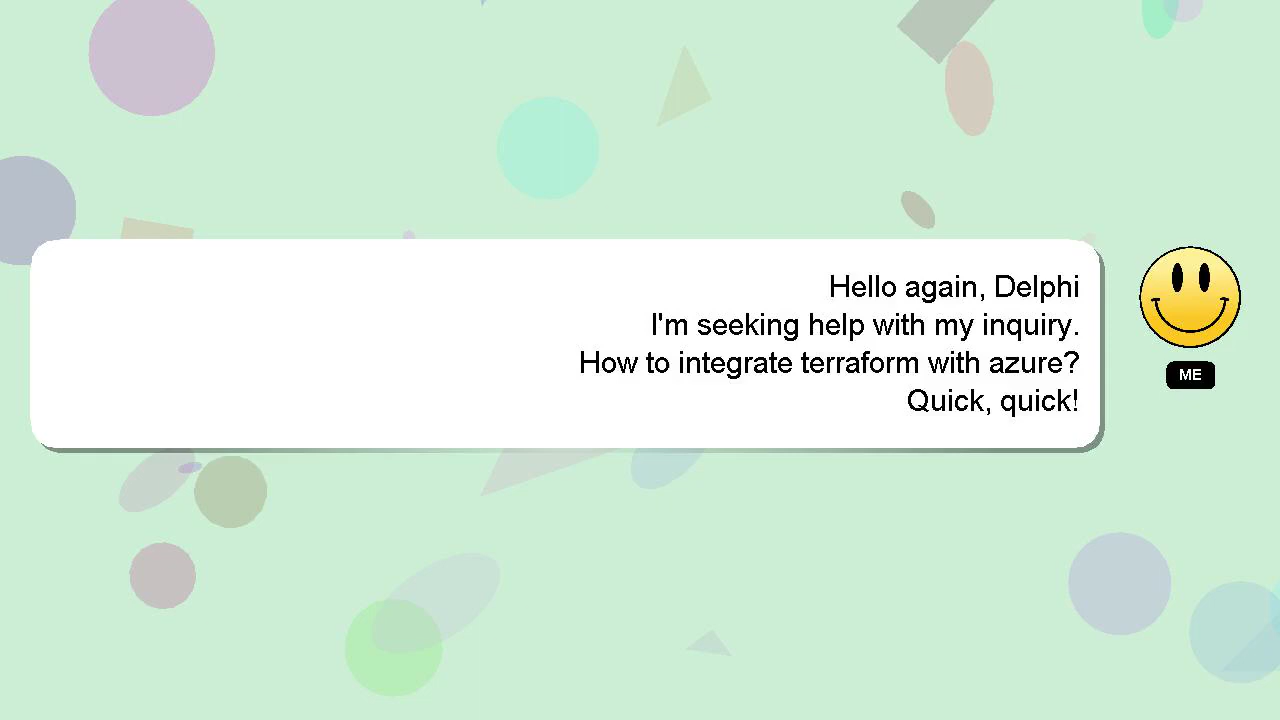 Hello again, Delphi
I'm seeking help with my inquiry.
How to integrate terraform with azure?
Quick, quick!
ME